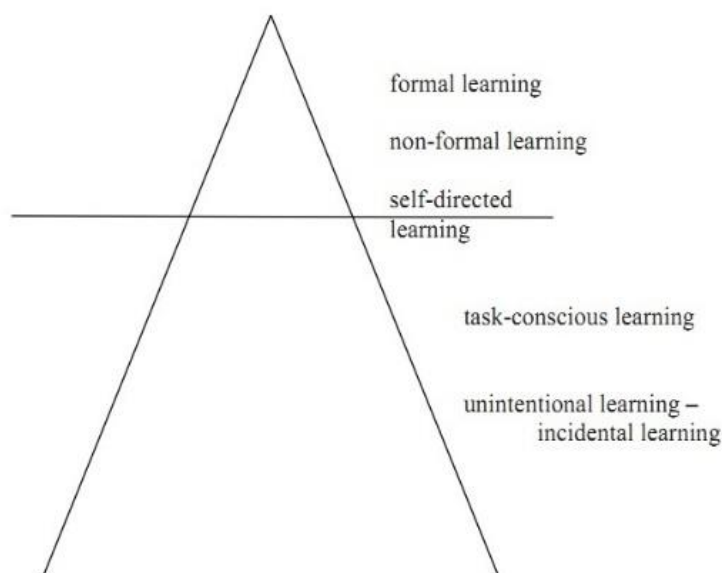 formal learning
non-formal learning
self-directed
learning
task-conscious learning
unintentional learning –
incidental learning